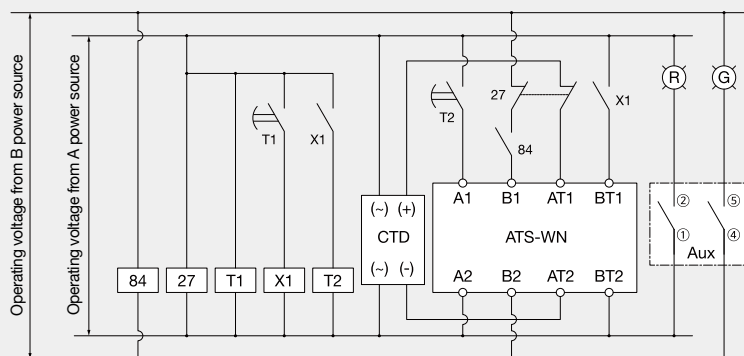 Operating voltage from B power source
Operating voltage from A power source
R
G
27
X1
T2
T1
X1
84
②
⑤
A1
B1
AT1
BT1
(~)
(+)
CTD
ATS-WN
①
④
Aux
(~)
(-)
84
27
T1
X1
T2
A2
B2
AT2
BT2